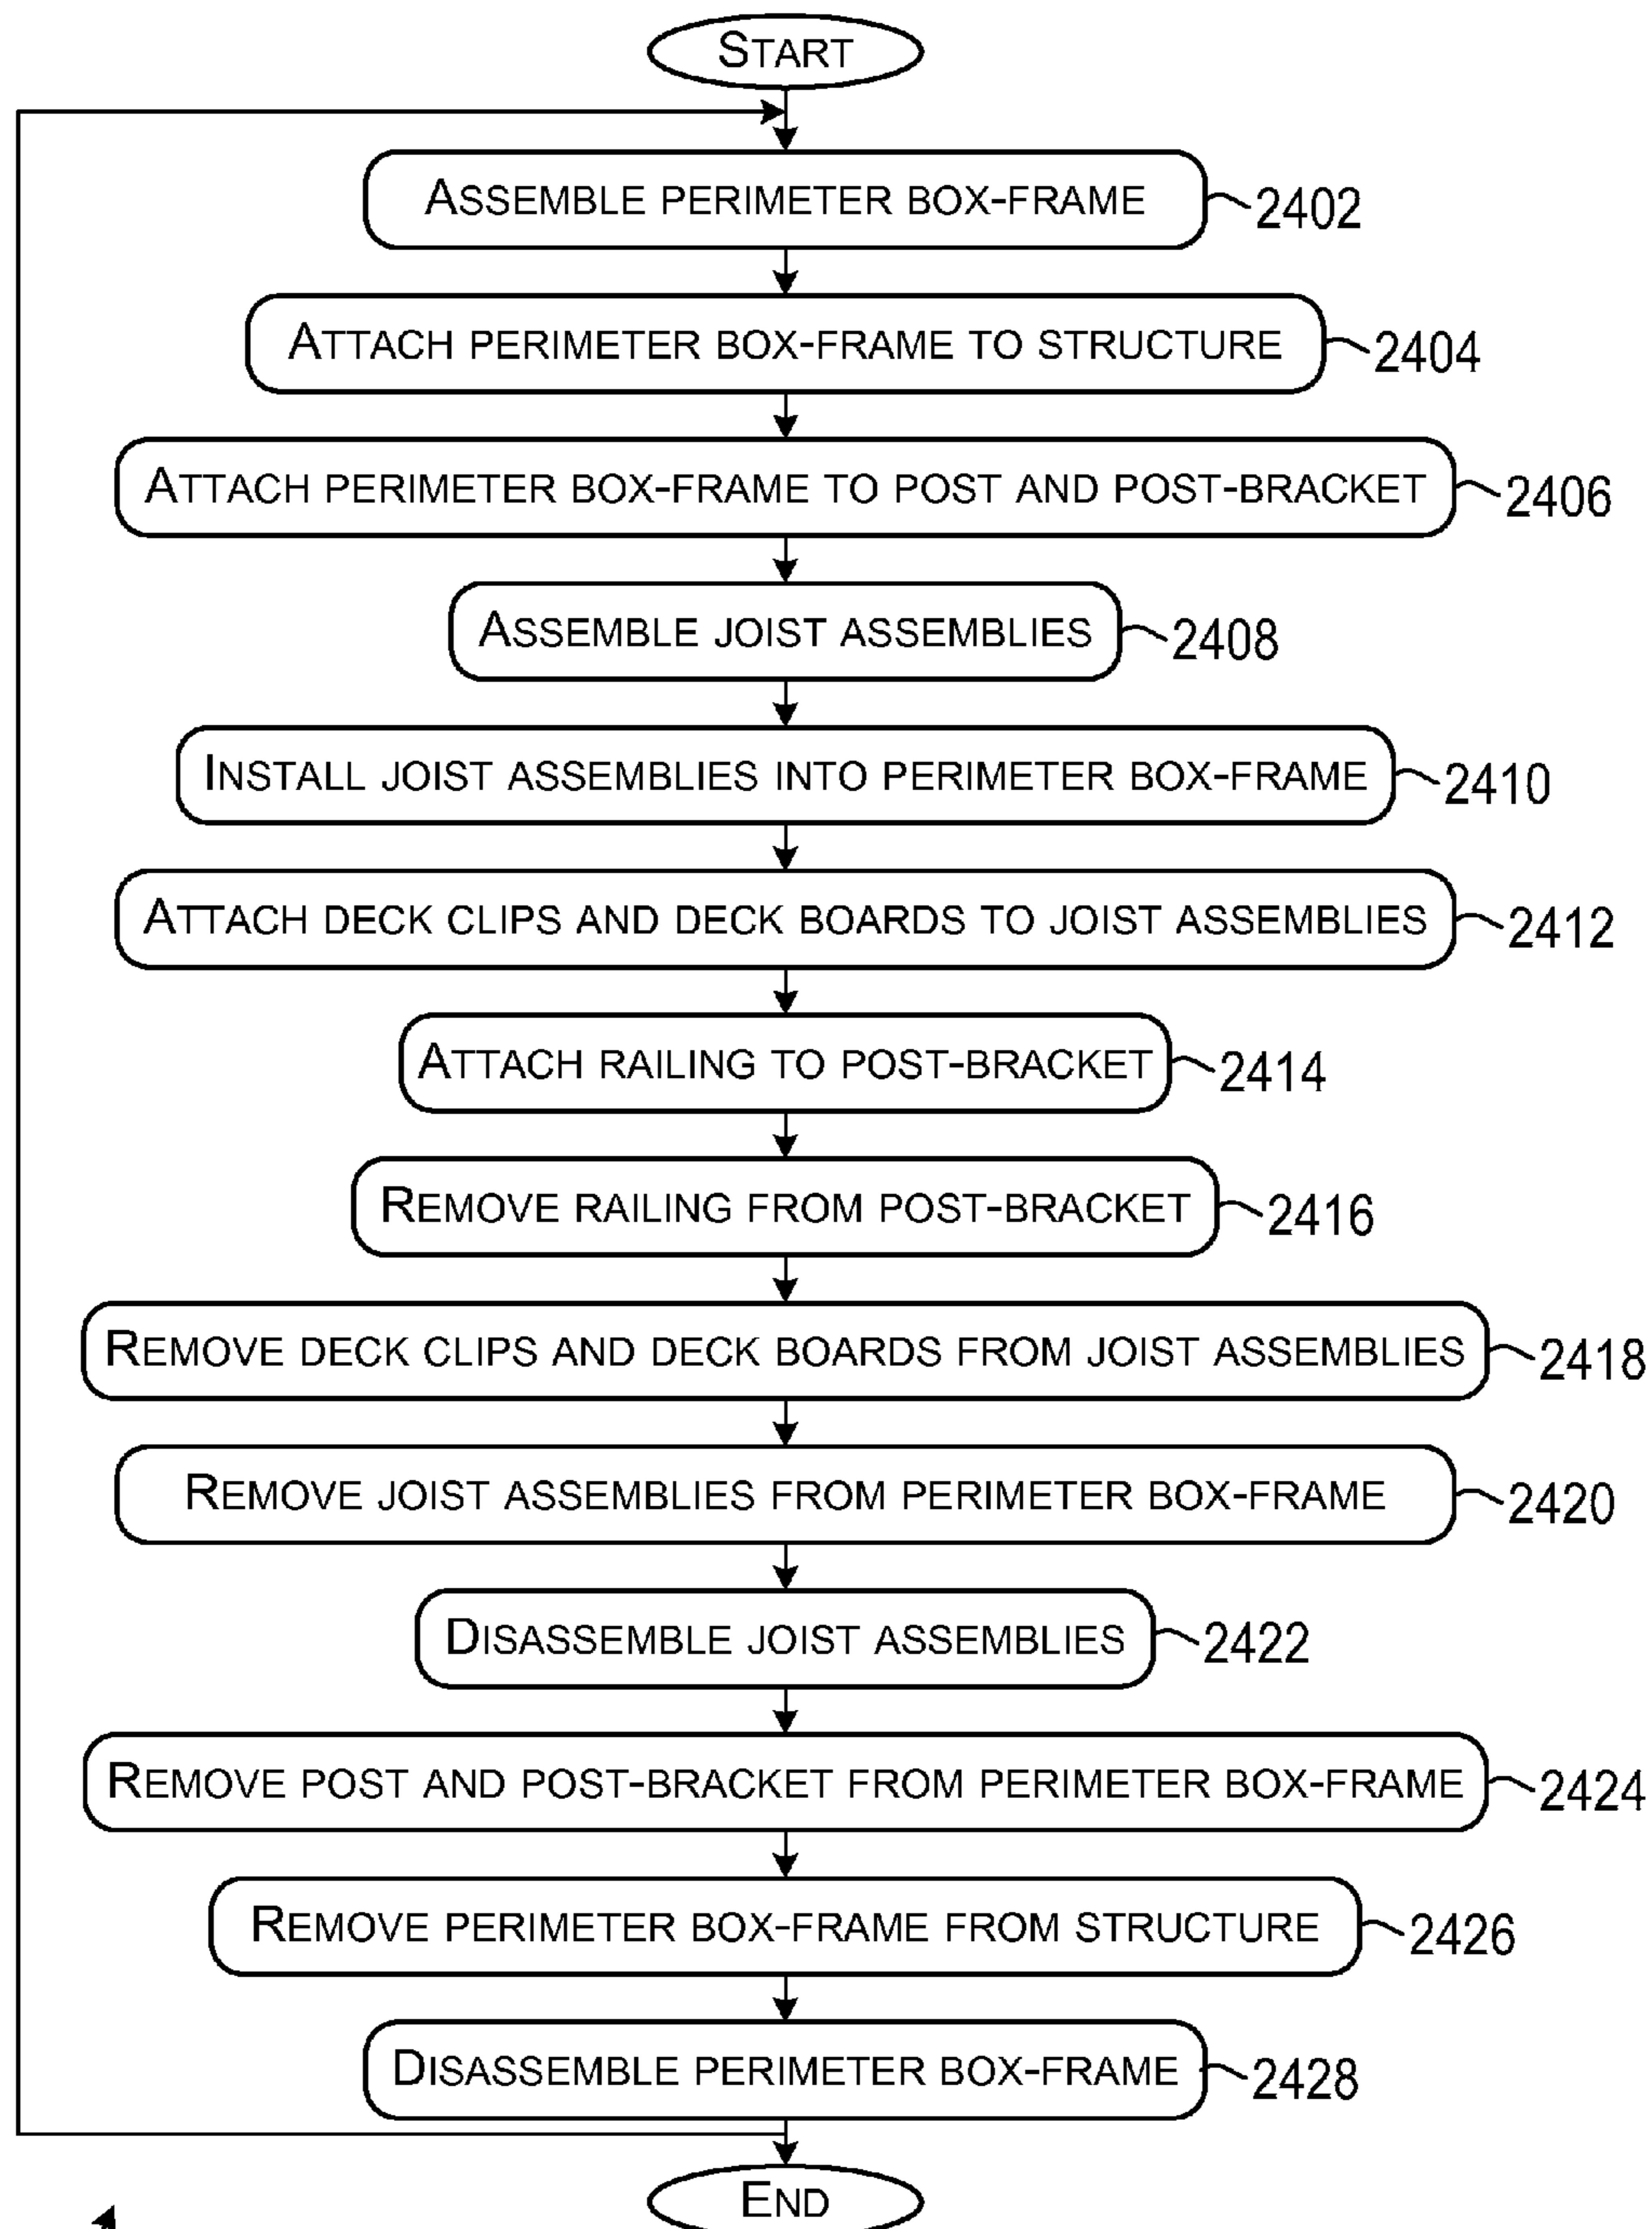 START
ASSEMBLE PERIMETER BOX-FRAME 2402
ATTACH PERIMETER BOX-FRAME TO STRUCTURE 2404
ATTACH PERIMETER BOX-FRAME TO POST AND POST-BRACKET 2406
ASSEMBLE JOIST ASSEMBLIES 2408
INSTALL JOIST ASSEMBLIES INTO PERIMETER BOX-FRAME 2410
ATTACH DECK CLIPS AND DECK BOARDS TO JOIST ASSEMBLIES 2412
ATTACH RAILING TO POST-BRACKET 2414
REMOVE RAILING FROM POST-BRACKET 2416
REMOVE DECK CLIPS AND DECK BOARDS FROM JOIST ASSEMBLIES 2418
REMOVE JOIST ASSEMBLIES FROM PERIMETER BOX-FRAME 2420
DISASSEMBLE JOIST ASSEMBLIES 2422
REMOVE POST AND POST-BRACKET FROM PERIMETER BOX-FRAME 2424
REMOVE PERIMETER BOX-FRAME FROM STRUCTURE 2426
DISASSEMBLE PERIMETER BOX-FRAME 2428
END